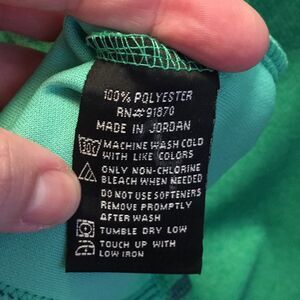 100% POLYESTER
RN#91870
MADE IN JORDAN
MACHINE WASH COLD
WITH LIKE COLORS
ONLY NON-CHLORINE
BLEACH WHEN NEEDED
DO NOT USE SOFTENERS
REMOVE PROMPTLY
AFTER WASH
TUMBLE DRY LOW
TOUCH UP WITH
LOW IRON